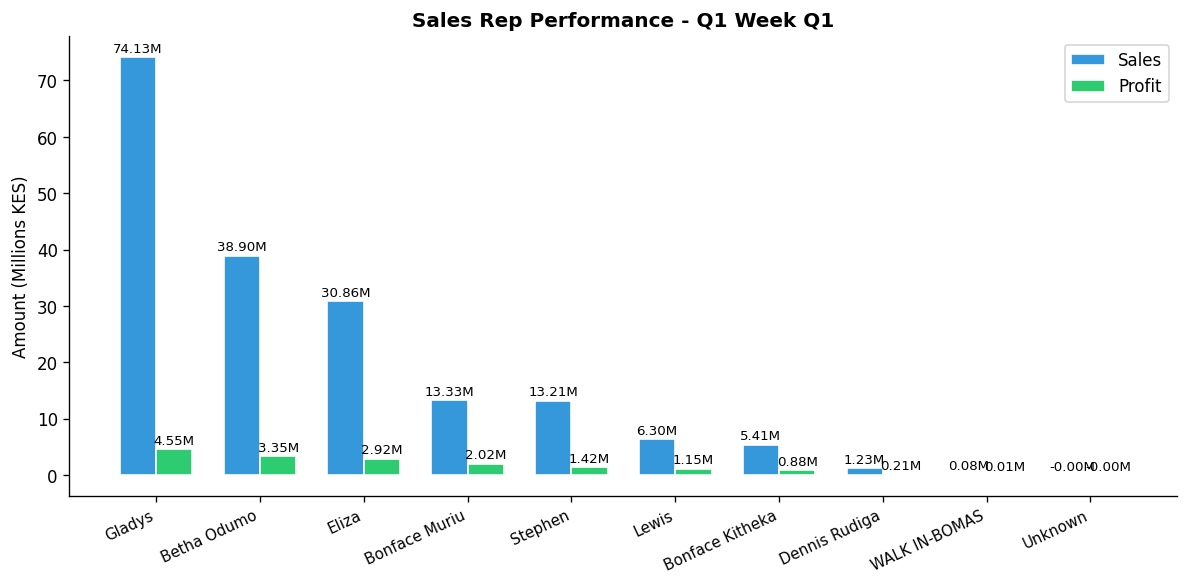 Sales Rep Performance - Q1 Week Q1
Sales
Profit
Amount (Millions KES)
70
60
50
40
30
20
10
0
74.13M
4.55M
38.90M
3.35M
30.86M
2.92M
13.33M
2.02M
13.21M
1.42M
6.30M
1.15M
5.41M
0.88M
1.23M
0.21M
0.08M
0.01M
-0.00M
-0.00M
Gladys
Betha Odumo
Eliza
Bonface Muriu
Stephen
Lewis
Bonface Kitheka
Dennis Rudiga
WALK IN-BOMAS
Unknown